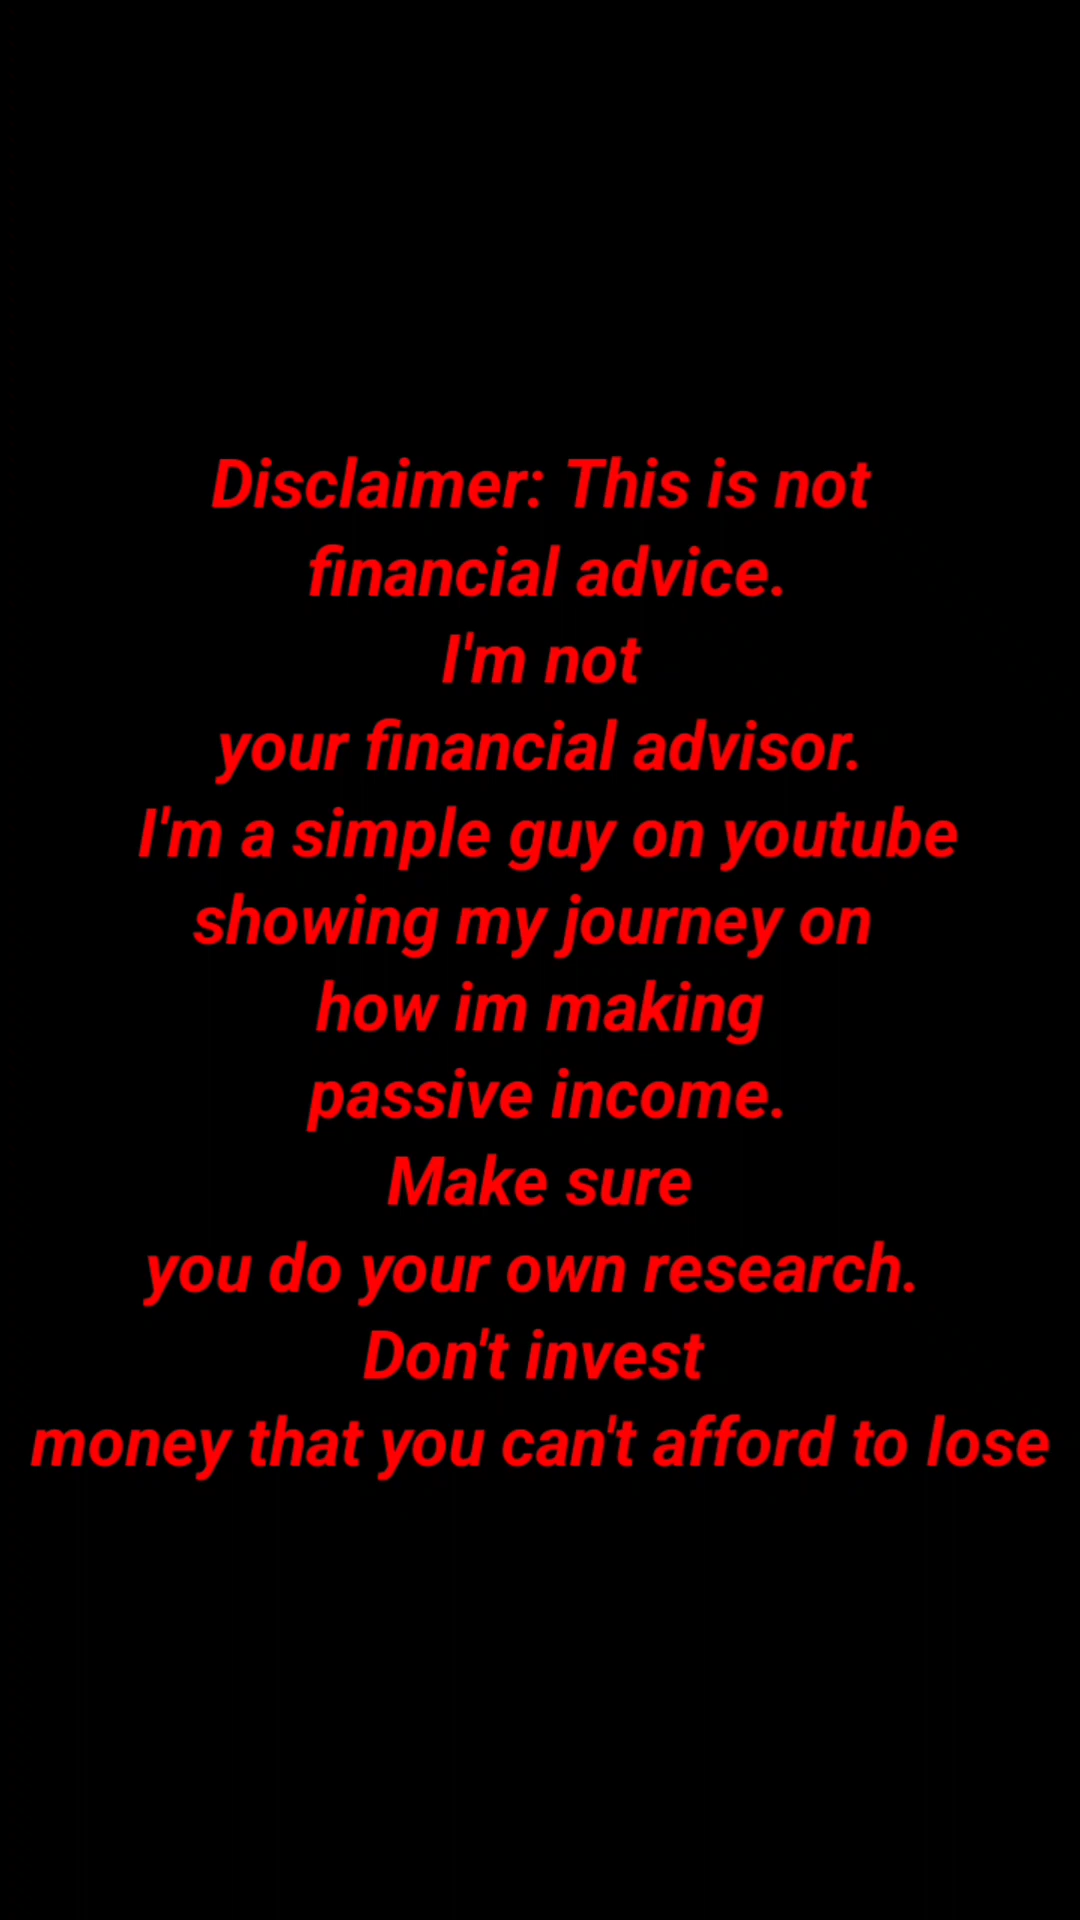 Disclaimer: This is not
financial advice.
I'm not
your financial advisor.
I'm a simple guy on youtube
showing my journey on
how im making
passive income.
Make sure
you do your own research.
Don't invest
money that you can't afford to lose